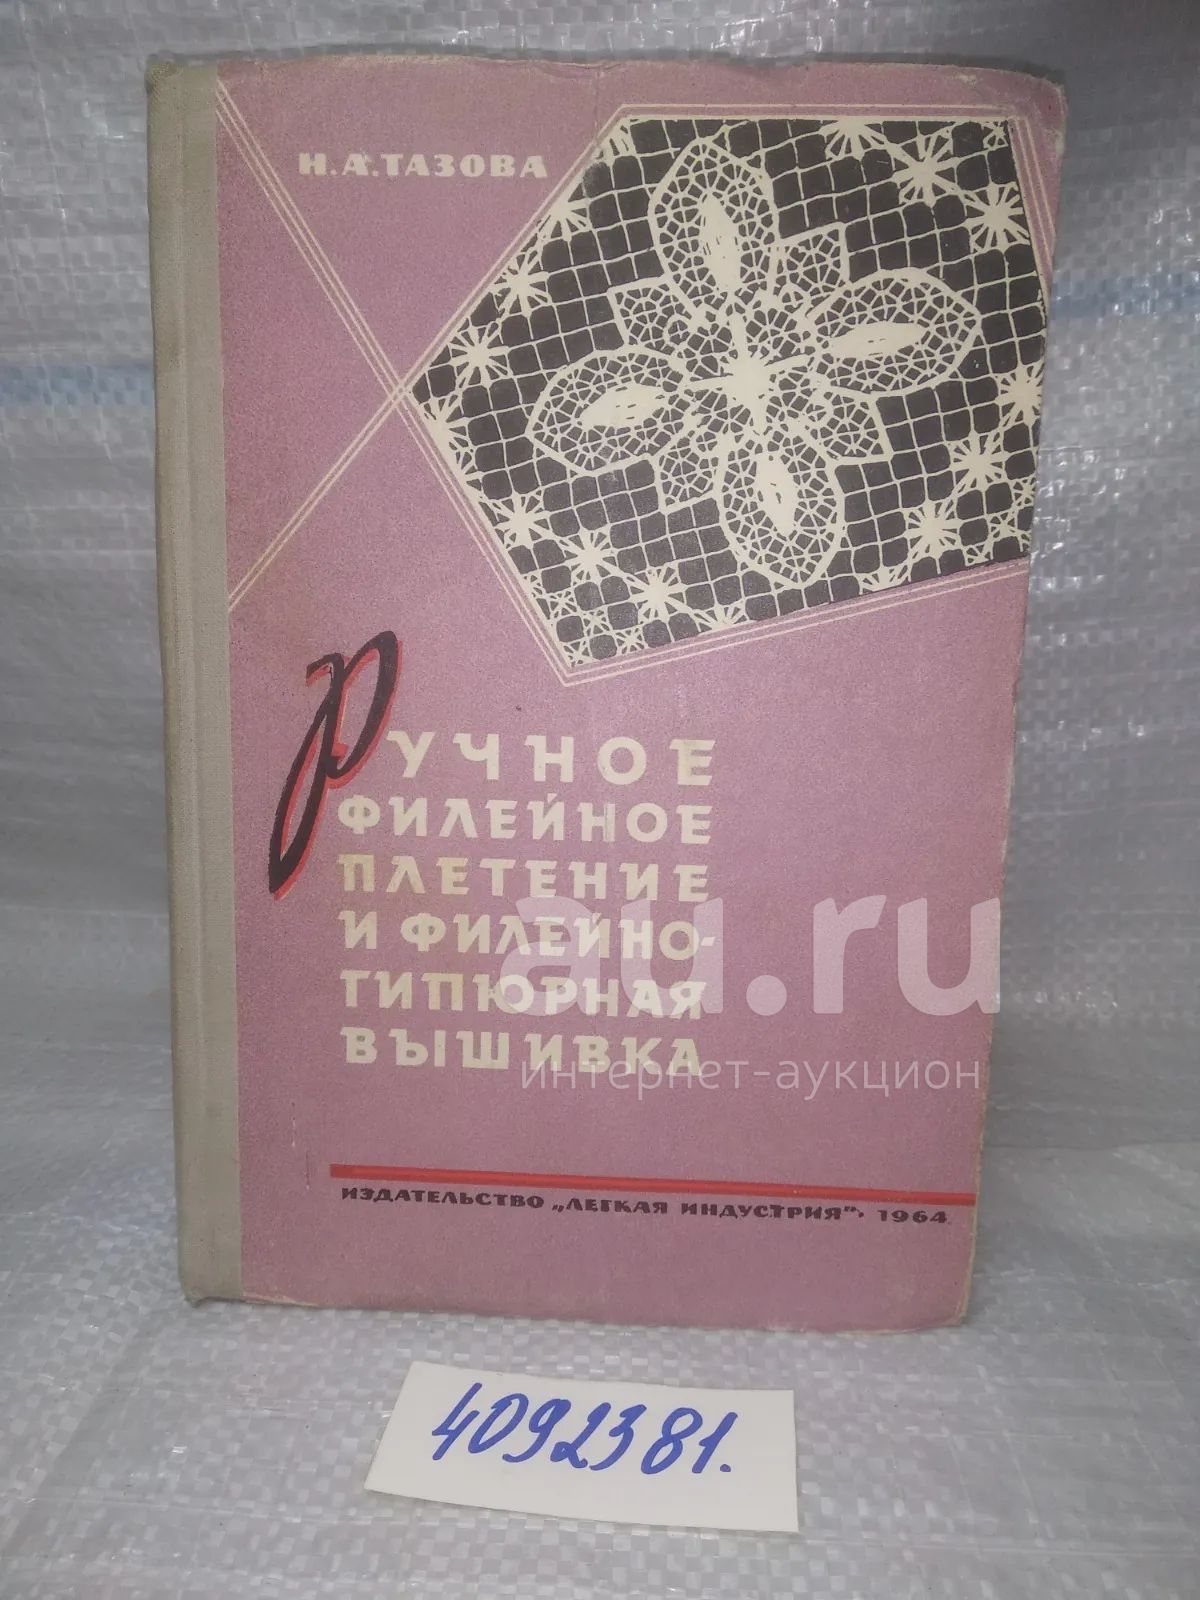 Н. А. ТАЗОВА
РУЧНОЕ
ФИЛЕЙНОЕ
ПЛЕТЕНИЕ
И ФИЛЕЙНО-
ГИПЮРНАЯ
ВЫШИВКА
au.ru
интернет-аукцион
ИЗДАТЕЛЬСТВО „ЛЕГКАЯ ИНДУСТРИЯ“· 1964
4092381.